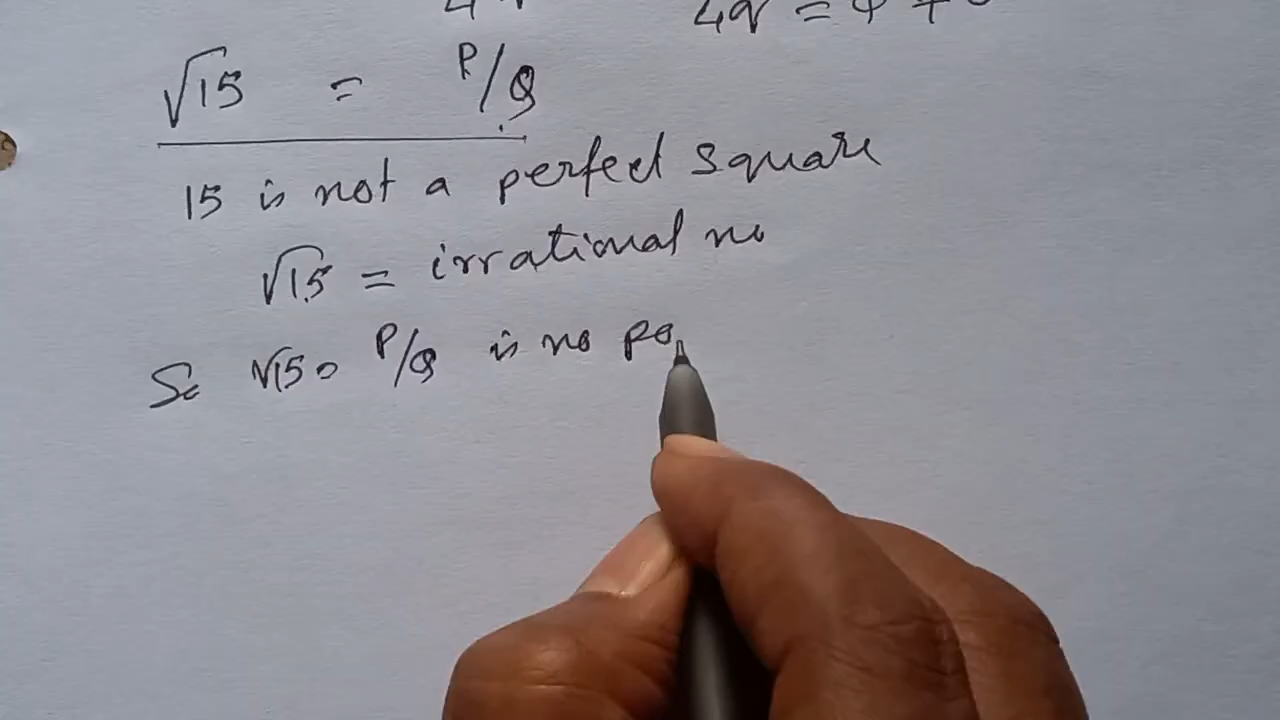 √15 = P/Q
15 is not a perfect square
√15 = irrational no
So √15 = P/Q is no po